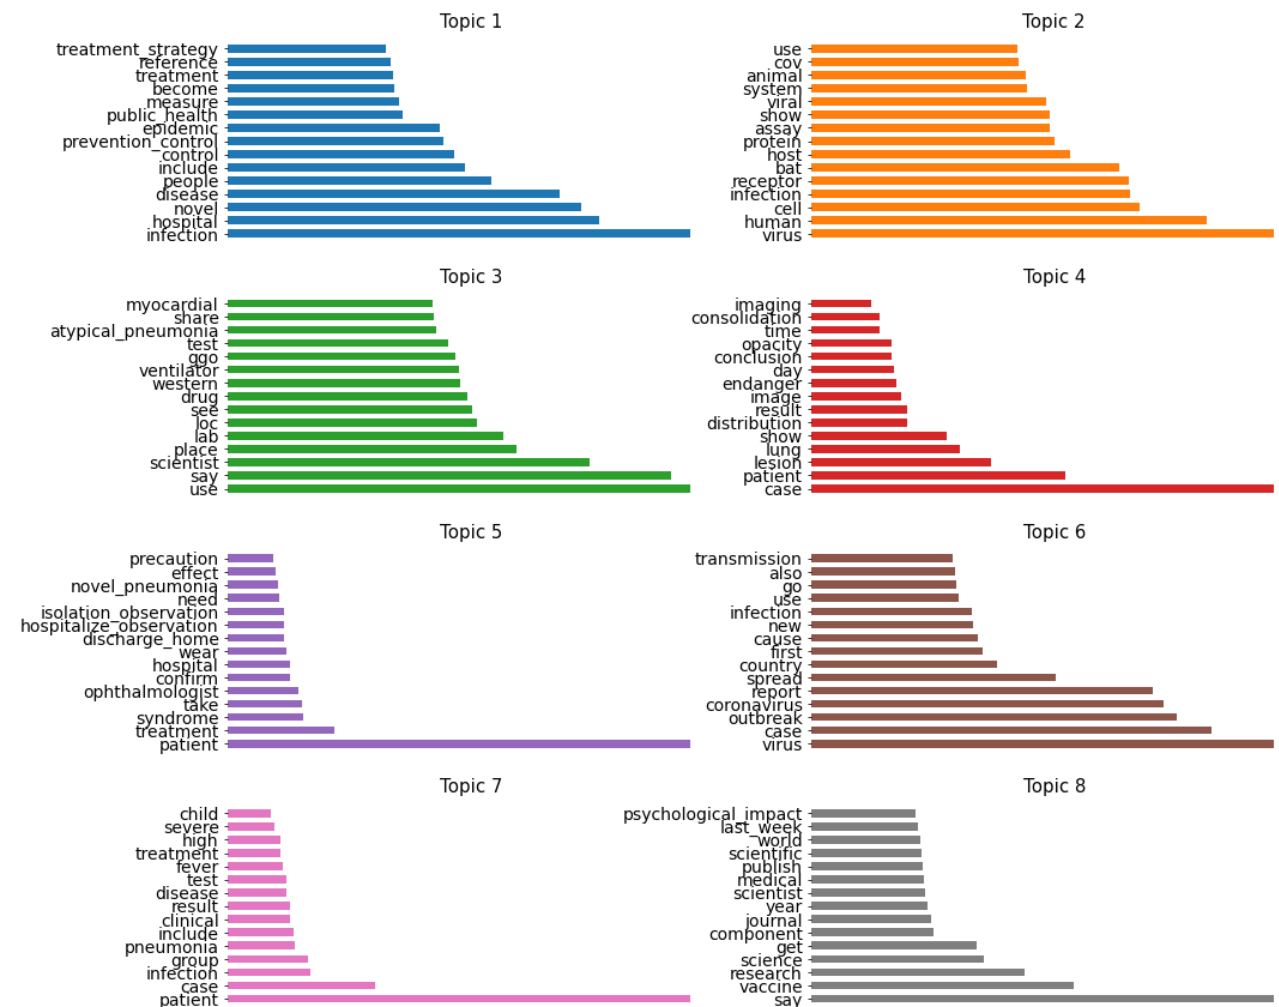 Topic 1
treatment_strategy
reference
treatment
become
measure
public_health
epidemic
prevention_control
control
include
people
disease
novel
hospital
infection
Topic 2
use
cov
animal
system
viral
show
assay
protein
host
bat
receptor
infection
cell
human
virus
Topic 3
myocardial
share
atypical_pneumonia
test
ggo
ventilator
western
drug
see
loc
lab
place
scientist
say
use
Topic 4
imaging
consolidation
time
opacity
conclusion
day
endanger
image
result
distribution
show
lung
lesion
patient
case
Topic 5
precaution
effect
novel_pneumonia
need
isolation_observation
hospitalize_observation
discharge_home
wear
hospital
confirm
ophthalmologist
take
syndrome
treatment
patient
Topic 6
transmission
also
go
use
infection
new
cause
first
country
spread
report
coronavirus
outbreak
case
virus
Topic 7
child
severe
high
treatment
fever
test
disease
result
clinical
include
pneumonia
group
infection
case
patient
Topic 8
psychological_impact
last_week
world
scientific
publish
medical
scientist
year
journal
component
get
science
research
vaccine
say